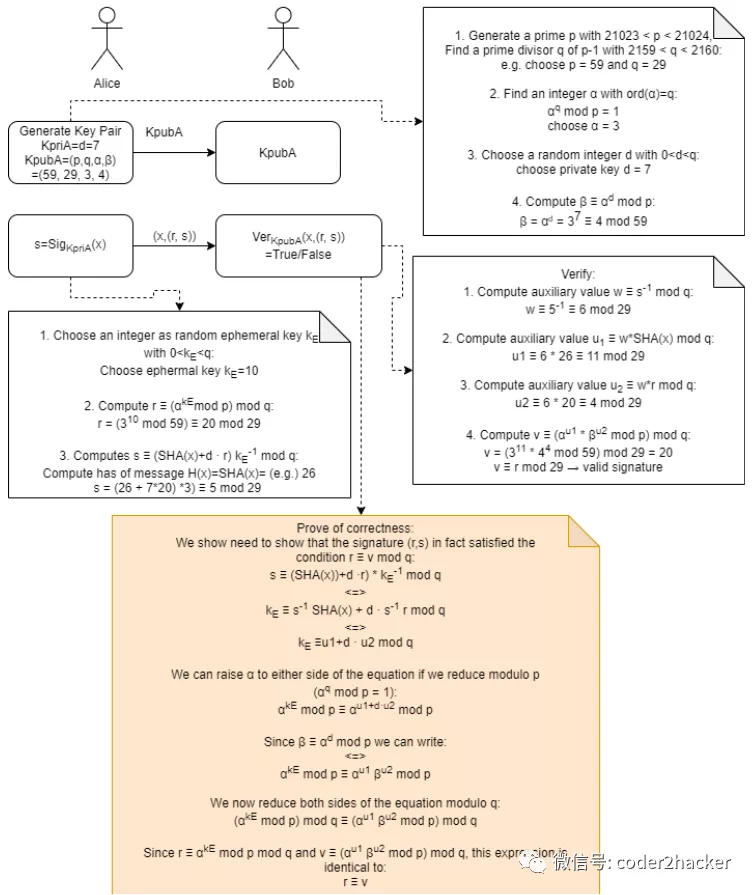 Alice
Bob
Generate Key Pair
KpriA=d=7
KpubA=(p,q,α,β)
=(59, 29, 3, 4)
KpubA
KpubA
1. Generate a prime p with 21023 < p < 21024,
Find a prime divisor q of p-1 with 2159 < q < 2160:
e.g. choose p = 59 and q = 29
2. Find an integer α with ord(α)=q:
α^q mod p = 1
choose α = 3
3. Choose a random integer d with 0<d<q:
choose private key d = 7
4. Compute β ≡ α^d mod p:
β = α^d = 3^7 ≡ 4 mod 59
s=Sig_KpriA(x)
(x,(r, s))
Ver_KpubA(x,(r, s))
=True/False
1. Choose an integer as random ephemeral key k_E
with 0<k_E<q:
Choose ephermal key k_E=10
2. Compute r ≡ (α^kE mod p) mod q:
r = (3^10 mod 59) ≡ 20 mod 29
3. Computes s ≡ (SHA(x)+d · r) k_E^-1 mod q:
Compute has of message H(x)=SHA(x)= (e.g.) 26
s = (26 + 7*20) *3) ≡ 5 mod 29
Verify:
1. Compute auxiliary value w ≡ s^-1 mod q:
w ≡ 5^-1 ≡ 6 mod 29
2. Compute auxiliary value u_1 ≡ w*SHA(x) mod q:
u1 ≡ 6 * 26 ≡ 11 mod 29
3. Compute auxiliary value u_2 ≡ w*r mod q:
u2 ≡ 6 * 20 ≡ 4 mod 29
4. Compute v ≡ (α^u1 * β^u2 mod p) mod q:
v = (3^11 * 4^4 mod 59) mod 29 = 20
v ≡ r mod 29 → valid signature
Prove of correctness:
We show need to show that the signature (r,s) in fact satisfied the
condition r ≡ v mod q:
s ≡ (SHA(x))+d ·r) * k_E^-1 mod q
<=>
k_E ≡ s^-1 SHA(x) + d · s^-1 r mod q
<=>
k_E ≡u1+d · u2 mod q
We can raise α to either side of the equation if we reduce modulo p
(α^q mod p = 1):
α^kE mod p ≡ α^u1+d·u2 mod p
Since β ≡ α^d mod p we can write:
<=>
α^kE mod p ≡ α^u1 β^u2 mod p
We now reduce both sides of the equation modulo q:
(α^kE mod p) mod q ≡ (α^u1 β^u2 mod p) mod q
Since r ≡ α^kE mod p mod q and v ≡ (α^u1 β^u2 mod p) mod q, this expression is
identical to:
r ≡ v
微信号: coder2hacker